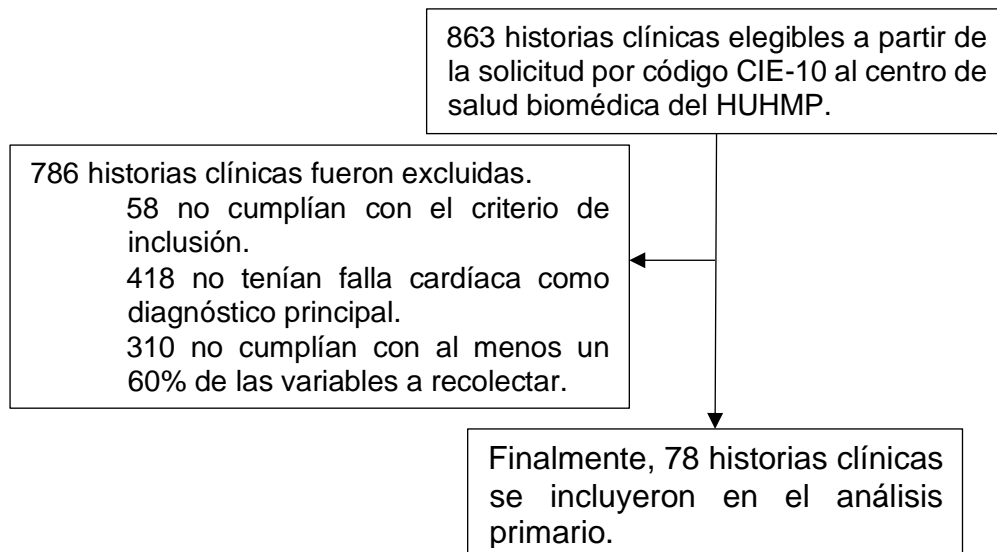 863 historias clínicas elegibles a partir de
la solicitud por código CIE-10 al centro de
salud biomédica del HUHMP.
786 historias clínicas fueron excluidas.
58 no cumplían con el criterio de
inclusión.
418 no tenían falla cardíaca como
diagnóstico principal.
310 no cumplían con al menos un
60% de las variables a recolectar.
Finalmente, 78 historias clínicas
se incluyeron en el análisis
primario.